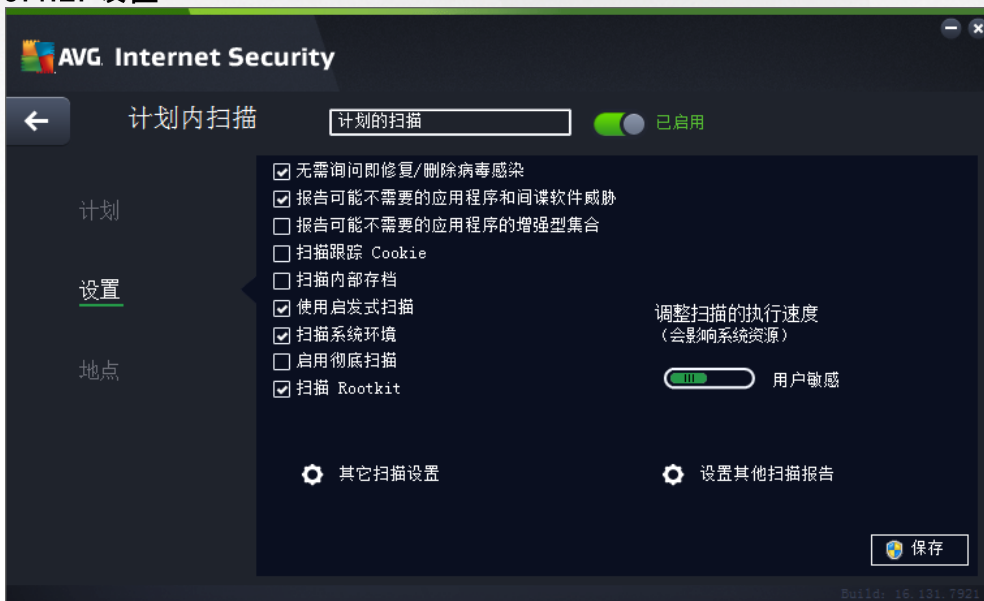 AVG Internet Security
计划内扫描
计划的扫描
已启用
计划
设置
地点
无需询问即修复/删除病毒感染
报告可能不需要的应用程序和间谍软件威胁
报告可能不需要的应用程序的增强型集合
扫描跟踪 Cookie
扫描内部存档
使用启发式扫描
扫描系统环境
启用彻底扫描
扫描 Rootkit
调整扫描的执行速度
（会影响系统资源）
用户敏感
其它扫描设置
设置其他扫描报告
保存
Build: 16.131.7921